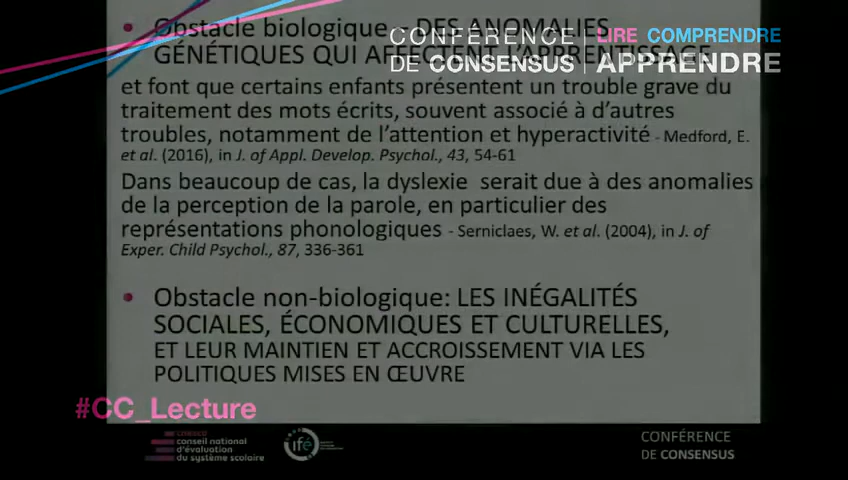 • Obstacle biologique - DES ANOMALIES
GÉNÉTIQUES QUI AFFECTENT L'APPRENTISSAGE
CONFÉRENCE
DE CONSENSUS
LIRE COMPRENDRE
APPRENDRE
et font que certains enfants présentent un trouble grave du
traitement des mots écrits, souvent associé à d'autres
troubles, notamment de l'attention et hyperactivité - Medford, E.
et al. (2016), in J. of Appl. Develop. Psychol., 43, 54-61
Dans beaucoup de cas, la dyslexie serait due à des anomalies
de la perception de la parole, en particulier des
représentations phonologiques - Serniclaes, W. et al. (2004), in J. of
Exper. Child Psychol., 87, 336-361
• Obstacle non-biologique: LES INÉGALITÉS
SOCIALES, ÉCONOMIQUES ET CULTURELLES,
ET LEUR MAINTIEN ET ACCROISSEMENT VIA LES
POLITIQUES MISES EN ŒUVRE
#CC_Lecture
conseil national
d'évaluation
du système scolaire
ifé
CONFÉRENCE
DE CONSENSUS